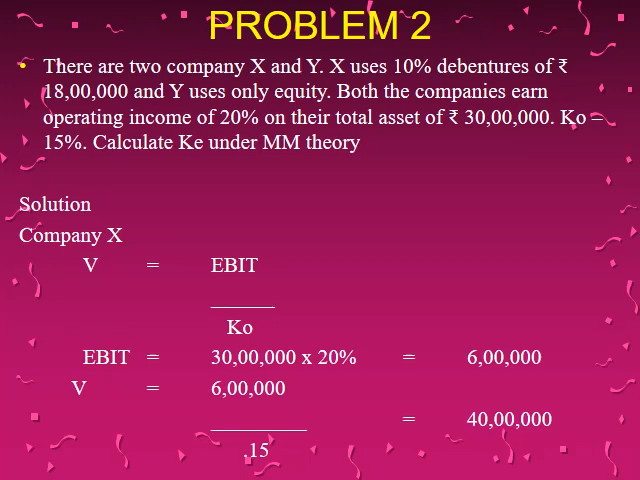 PROBLEM 2
• There are two company X and Y. X uses 10% debentures of ₹
18,00,000 and Y uses only equity. Both the companies earn
operating income of 20% on their total asset of ₹ 30,00,000. Ko =
15%. Calculate Ke under MM theory
Solution
Company X
V = EBIT
______
Ko
EBIT = 30,00,000 x 20% = 6,00,000
V = 6,00,000
_________ = 40,00,000
.15